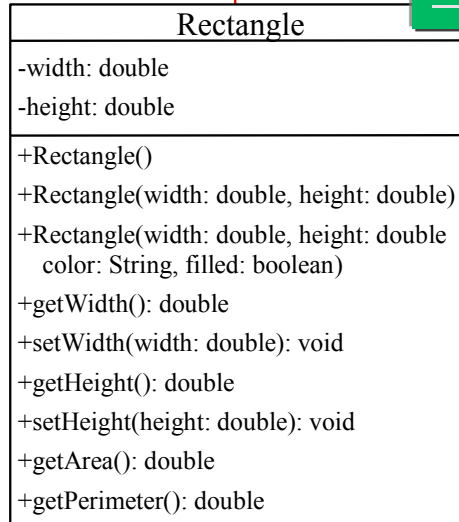 Rectangle
-width: double
-height: double
+Rectangle()
+Rectangle(width: double, height: double)
+Rectangle(width: double, height: double
color: String, filled: boolean)
+getWidth(): double
+setWidth(width: double): void
+getHeight(): double
+setHeight(height: double): void
+getArea(): double
+getPerimeter(): double